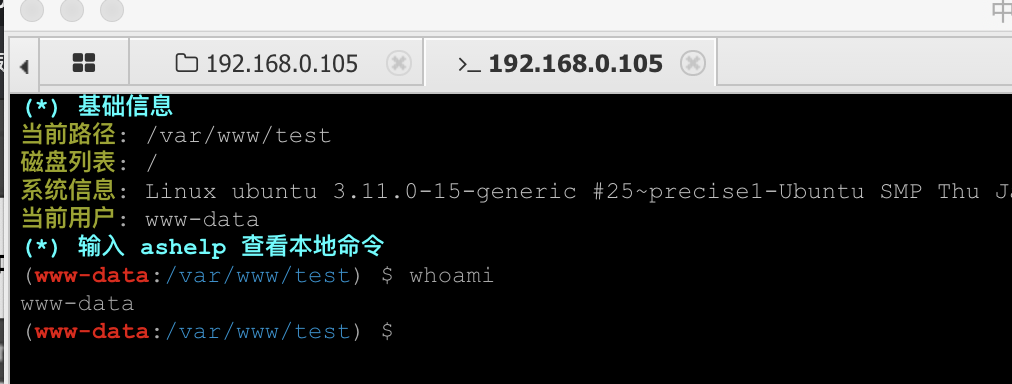 中
192.168.0.105
>_ 192.168.0.105
(*) 基础信息
当前路径: /var/www/test
磁盘列表: /
系统信息: Linux ubuntu 3.11.0-15-generic #25~precise1-Ubuntu SMP Thu
当前用户: www-data
(*) 输入 ashelp 查看本地命令
(www-data:/var/www/test) $ whoami
www-data
(www-data:/var/www/test) $